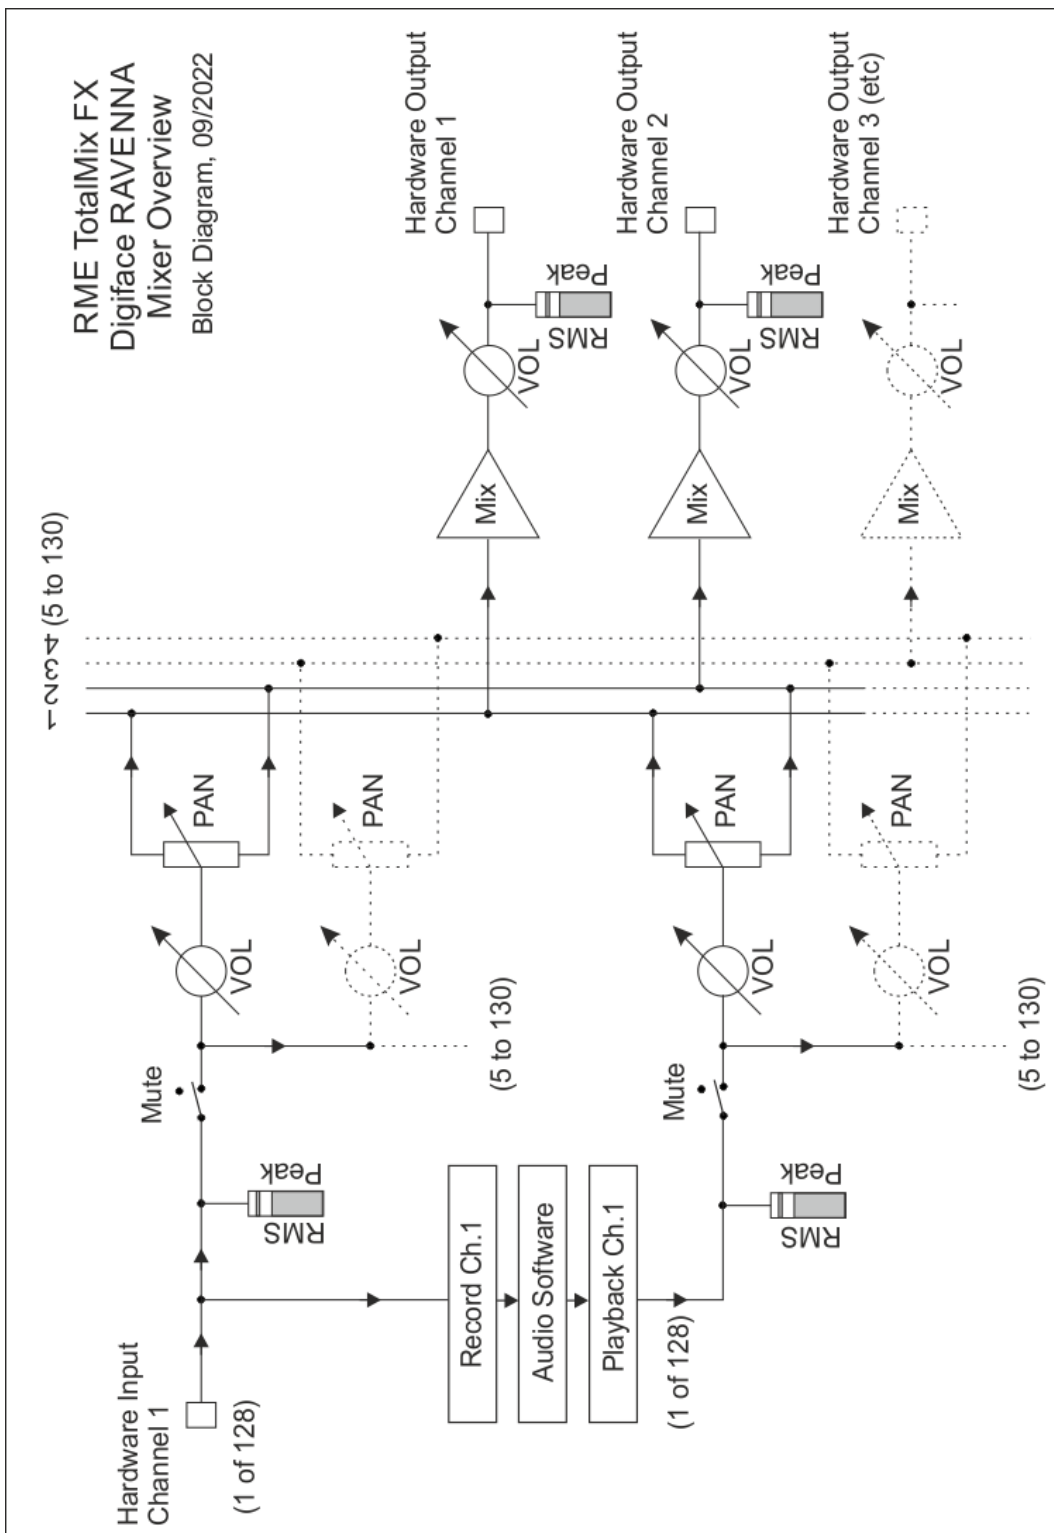 RME TotalMix FX
Digiface RAVENNA
Mixer Overview
Block Diagram, 09/2022
Hardware Input
Channel 1
(1 of 128)
RMS
Peak
Mute
VOL
PAN
VOL
PAN
(5 to 130)
1 2 3 4 (5 to 130)
Record Ch.1
Audio Software
Playback Ch.1
(1 of 128)
RMS
Peak
Mute
VOL
PAN
VOL
PAN
(5 to 130)
Mix
VOL
RMS
Peak
Hardware Output
Channel 1
Mix
VOL
RMS
Peak
Hardware Output
Channel 2
Mix
VOL
Hardware Output
Channel 3 (etc)